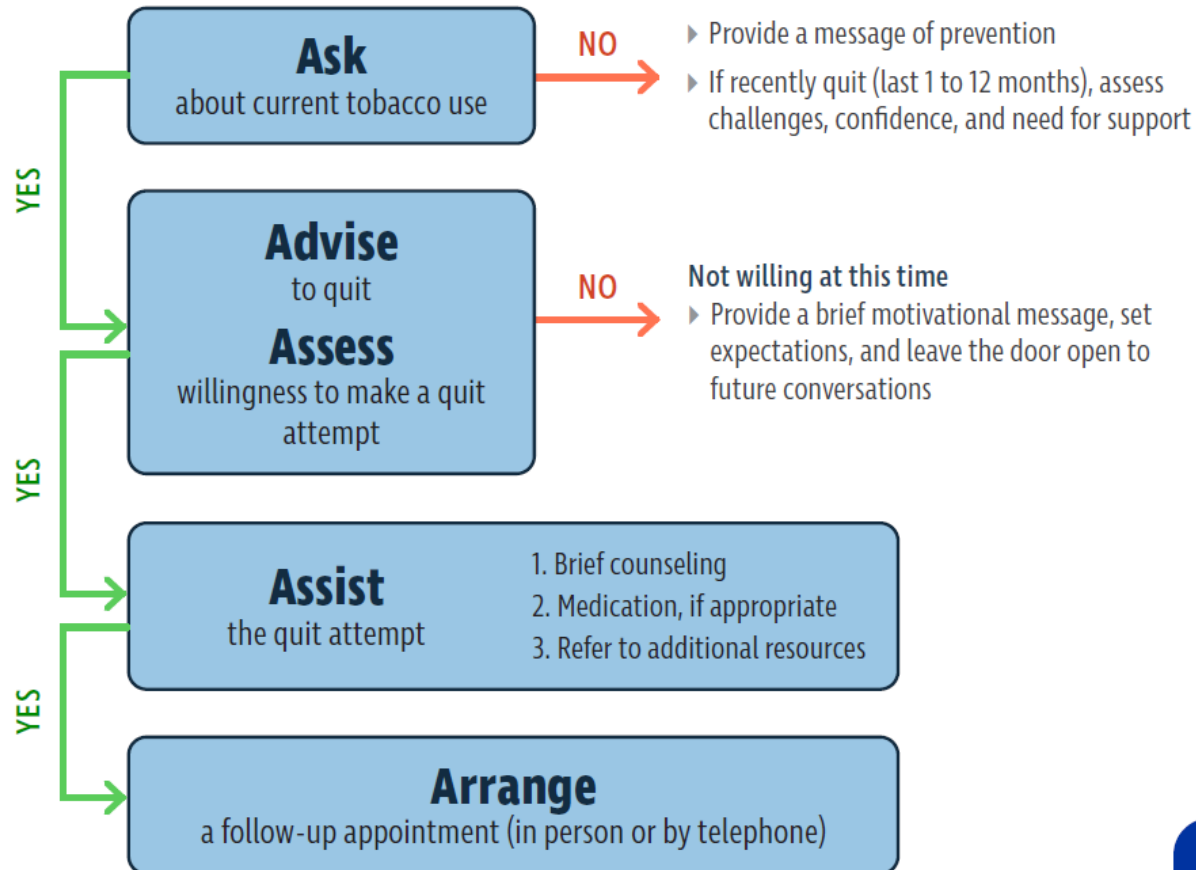 Ask
about current tobacco use
NO
▸ Provide a message of prevention
▸ If recently quit (last 1 to 12 months), assess
challenges, confidence, and need for support
YES
Advise
to quit
Assess
willingness to make a quit
attempt
NO
Not willing at this time
▸ Provide a brief motivational message, set
expectations, and leave the door open to
future conversations
YES
Assist
the quit attempt
1. Brief counseling
2. Medication, if appropriate
3. Refer to additional resources
YES
Arrange
a follow-up appointment (in person or by telephone)